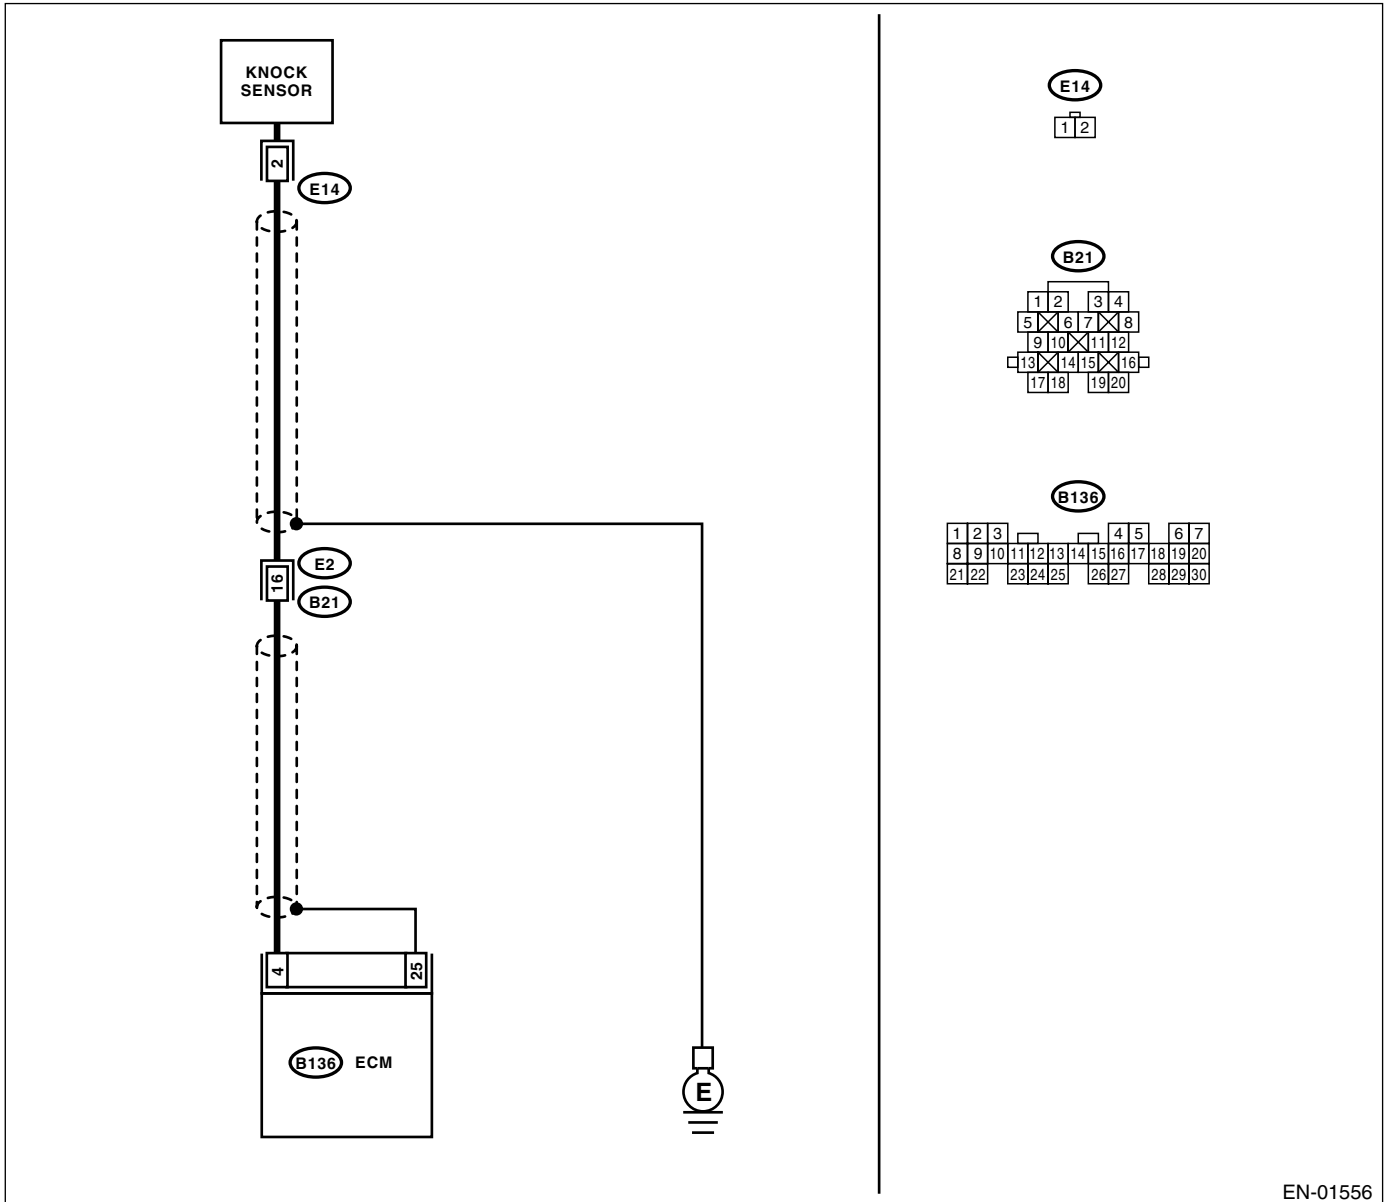 KNOCK
SENSOR
2
E14
E2
16
B21
4
25
B136 ECM
E
E14
1 2
B21
1 2 3 4
5 6 7 8
9 10 11 12
13 14 15 16
17 18 19 20
B136
1 2 3 4 5 6 7
8 9 10 11 12 13 14 15 16 17 18 19 20
21 22 23 24 25 26 27 28 29 30
EN-01556